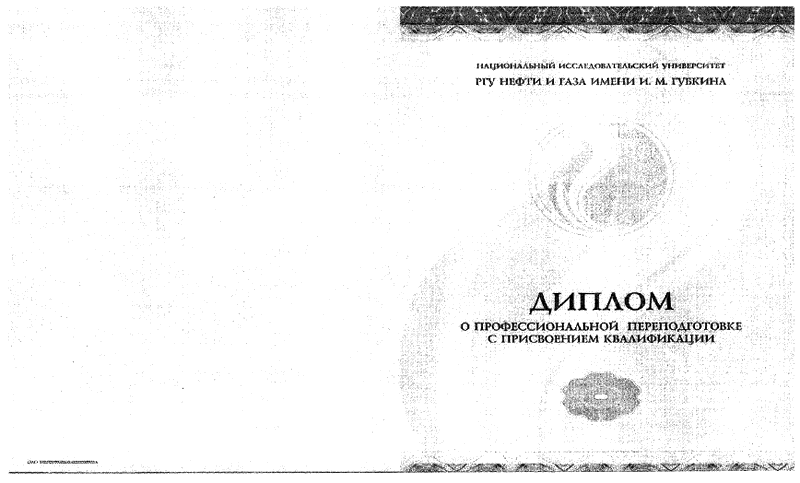 НАЦИОНАЛЬНЫЙ ИССЛЕДОВАТЕЛЬСКИЙ УНИВЕРСИТЕТ
РГУ НЕФТИ И ГАЗА ИМЕНИ И. М. ГУБКИНА
ДИПЛОМ
О ПРОФЕССИОНАЛЬНОЙ ПЕРЕПОДГОТОВКЕ
С ПРИСВОЕНИЕМ КВАЛИФИКАЦИИ